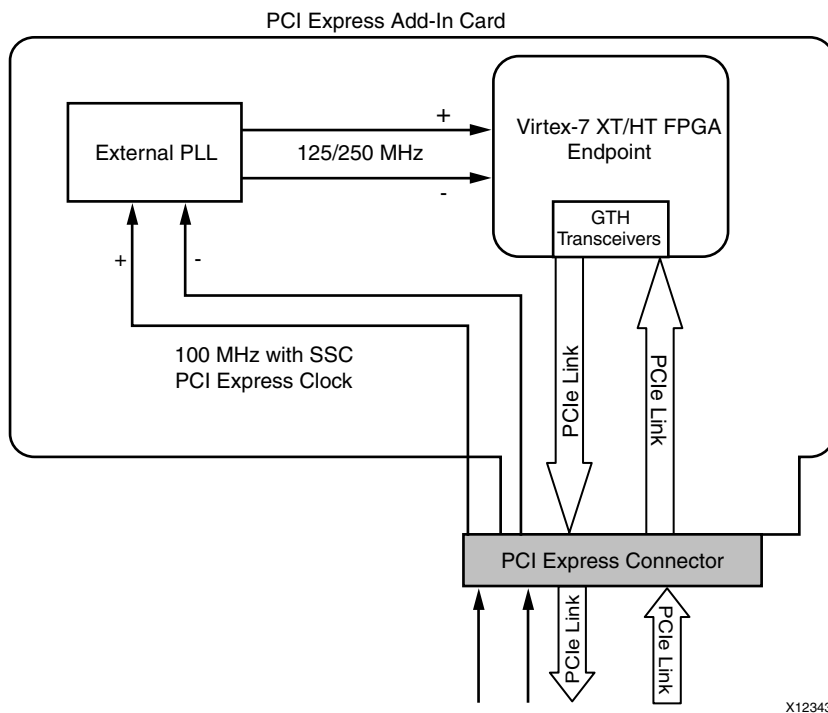 PCI Express Add-In Card
External PLL
+
125/250 MHz
-
Virtex-7 XT/HT FPGA
Endpoint
GTH
Transceivers
+
-
100 MHz with SSC
PCI Express Clock
PCIe Link
PCIe Link
PCI Express Connector
PCIe Link
PCIe Link
X12343